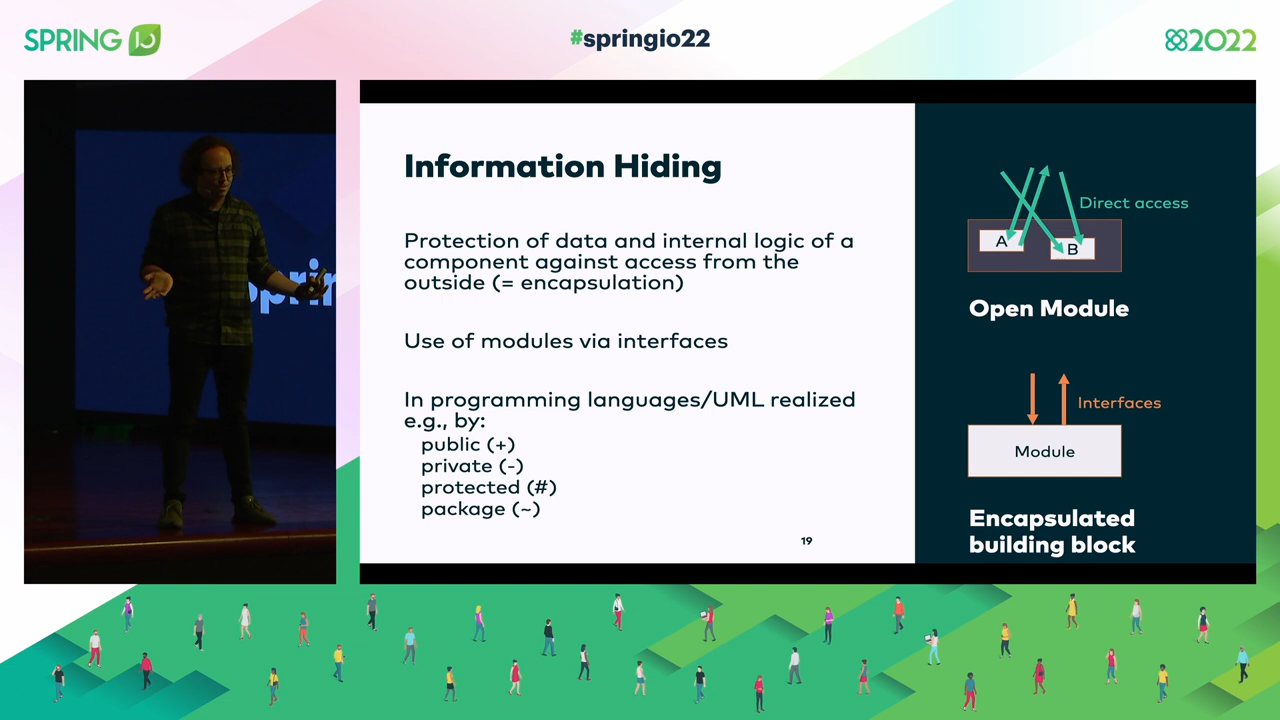 SPRING IO
#springio22
2022
Information Hiding
Protection of data and internal logic of a
component against access from the
outside (= encapsulation)
Use of modules via interfaces
In programming languages/UML realized
e.g., by:
public (+)
private (-)
protected (#)
package (~)
19
Direct access
A
B
Open Module
Interfaces
Module
Encapsulated
building block
sprin